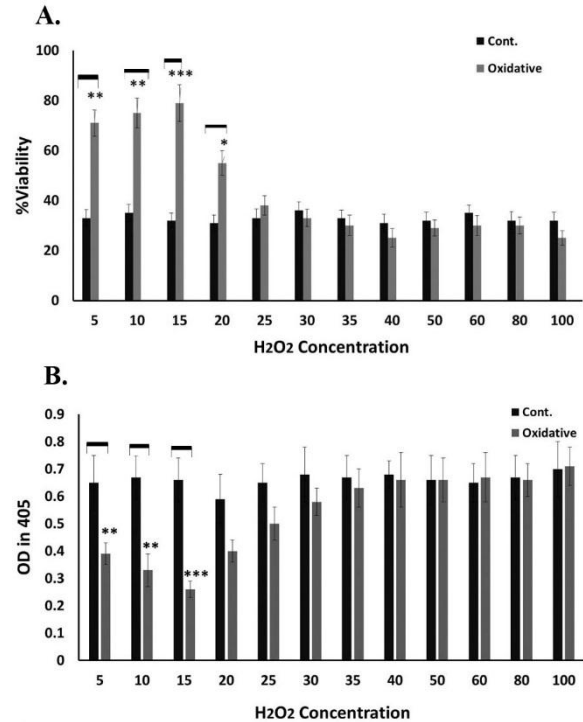 A.
100
80
60
40
20
0
%Viability
Cont.
Oxidative
**
**
***
*
5 10 15 20 25 30 35 40 50 60 80 100
H2O2 Concentration
B.
0.9
0.8
0.7
0.6
0.5
0.4
0.3
0.2
0.1
0
OD in 405
Cont.
Oxidative
**
**
***
5 10 15 20 25 30 35 40 50 60 80 100
H2O2 Concentration